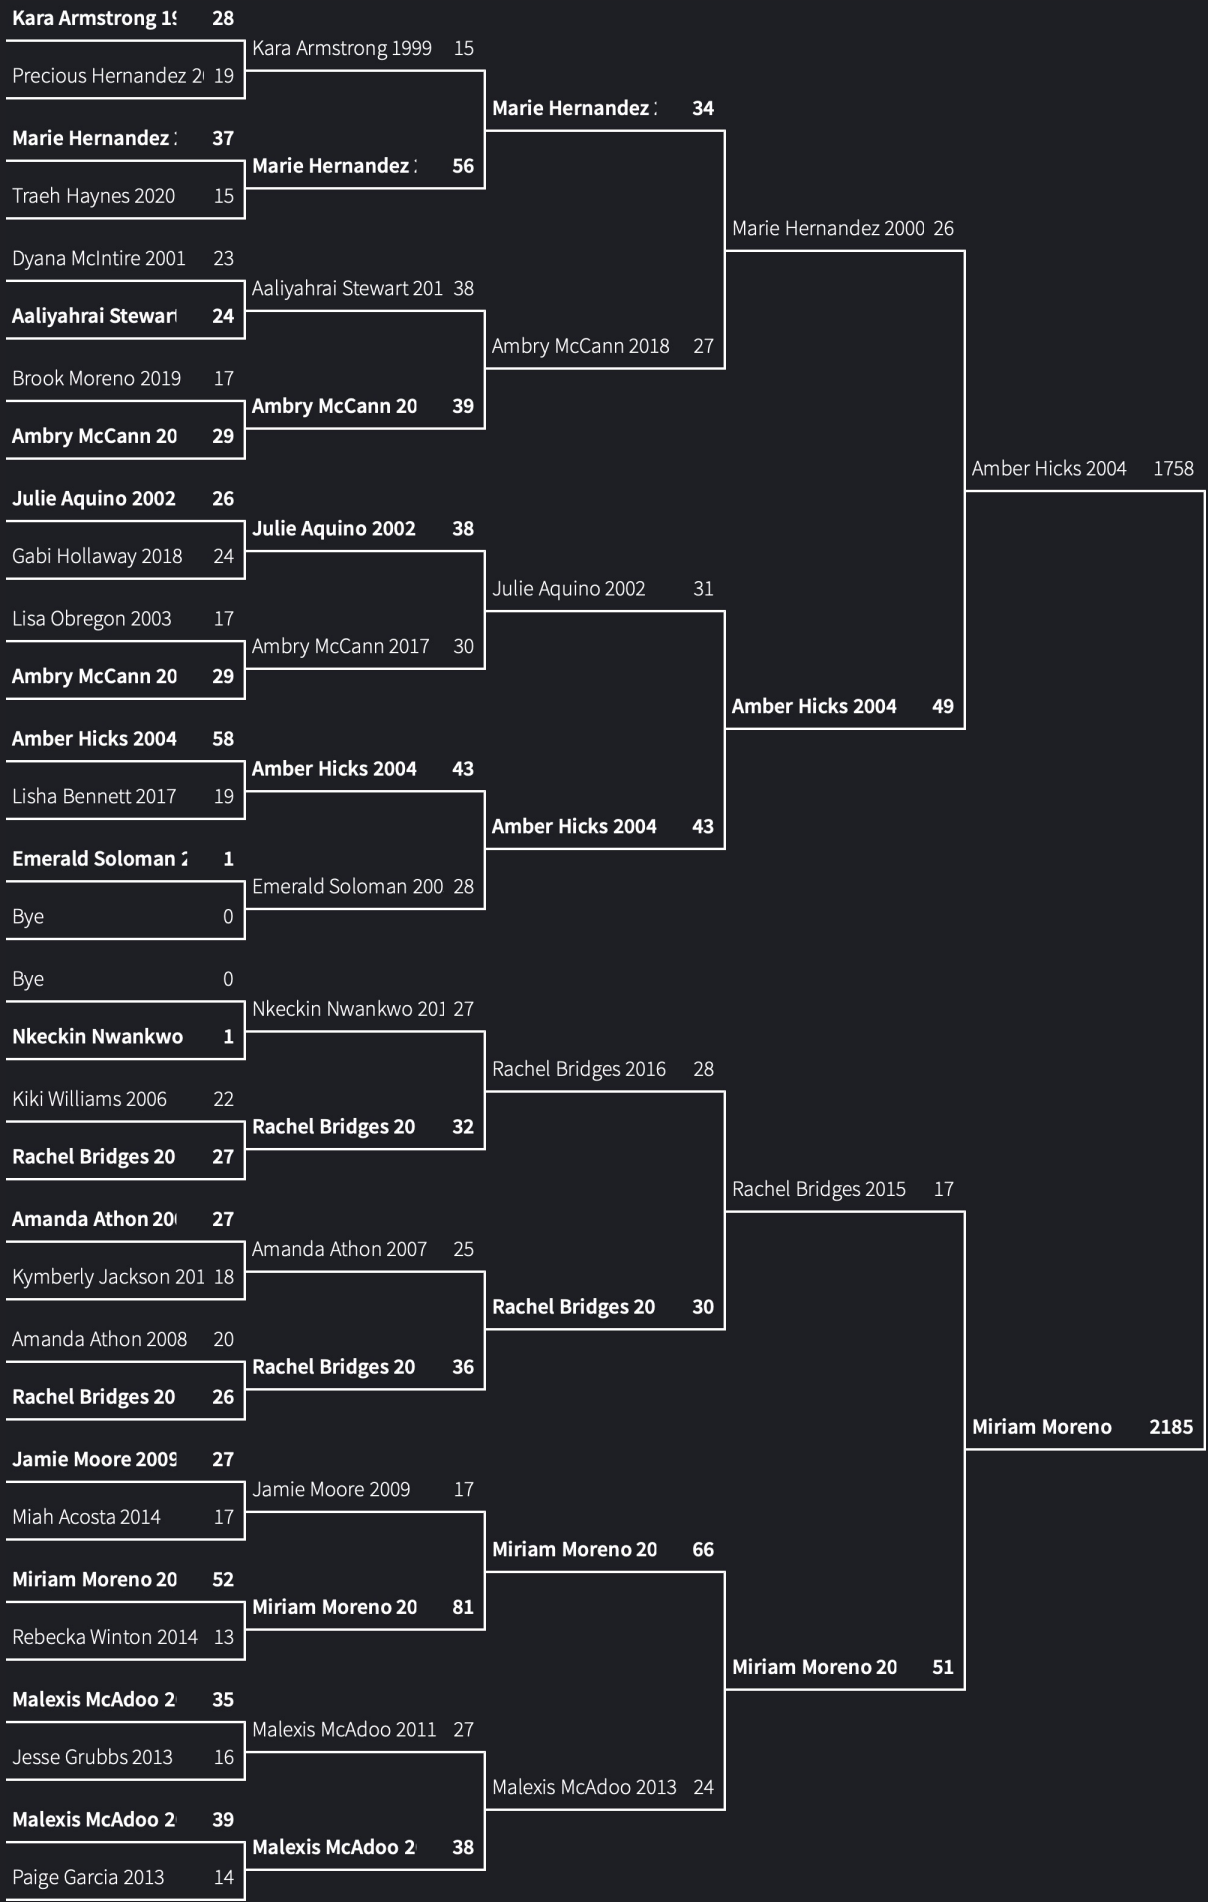 Kara Armstrong 19 28
Precious Hernandez 20 19
Marie Hernandez 37
Traeh Haynes 2020 15
Dyana McIntire 2001 23
Aaliyahrai Stewart 24
Brook Moreno 2019 17
Ambry McCann 20 29
Julie Aquino 2002 26
Gabi Hollaway 2018 24
Lisa Obregon 2003 17
Ambry McCann 20 29
Amber Hicks 2004 58
Lisha Bennett 2017 19
Emerald Soloman 2 1
Bye 0
Bye 0
Nkeckin Nwankwo 1
Kiki Williams 2006 22
Rachel Bridges 20 27
Amanda Athon 200 27
Kymberly Jackson 201 18
Amanda Athon 2008 20
Rachel Bridges 20 26
Jamie Moore 2009 27
Miah Acosta 2014 17
Miriam Moreno 20 52
Rebecka Winton 2014 13
Malexis McAdoo 2 35
Jesse Grubbs 2013 16
Malexis McAdoo 2 39
Paige Garcia 2013 14
Kara Armstrong 1999 15
Marie Hernandez 56
Aaliyahrai Stewart 201 38
Ambry McCann 20 39
Julie Aquino 2002 38
Ambry McCann 2017 30
Amber Hicks 2004 43
Emerald Soloman 200 28
Nkeckin Nwankwo 201 27
Rachel Bridges 20 32
Amanda Athon 2007 25
Rachel Bridges 20 36
Jamie Moore 2009 17
Miriam Moreno 20 81
Malexis McAdoo 2011 27
Malexis McAdoo 2 38
Marie Hernandez 34
Ambry McCann 2018 27
Julie Aquino 2002 31
Amber Hicks 2004 43
Rachel Bridges 2016 28
Rachel Bridges 20 30
Miriam Moreno 20 66
Malexis McAdoo 2013 24
Marie Hernandez 2000 26
Amber Hicks 2004 49
Rachel Bridges 2015 17
Miriam Moreno 20 51
Amber Hicks 2004 1758
Miriam Moreno 2185